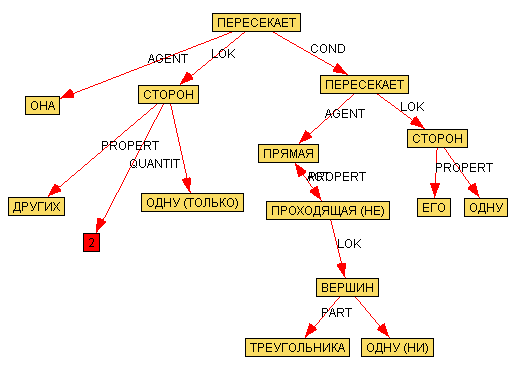 ПЕРЕСЕКАЕТ
AGENT
LOK
COND
ОНА
СТОРОН
ПЕРЕСЕКАЕТ
AGENT
LOK
PROPERT
QUANTIT
ПРЯМАЯ
СТОРОН
PROPERT
PROPERT
ДРУГИХ
2
ОДНУ (ТОЛЬКО)
ПРОХОДЯЩАЯ (НЕ)
ЕГО
ОДНУ
LOK
ВЕРШИН
PART
ТРЕУГОЛЬНИКА
ОДНУ (НИ)